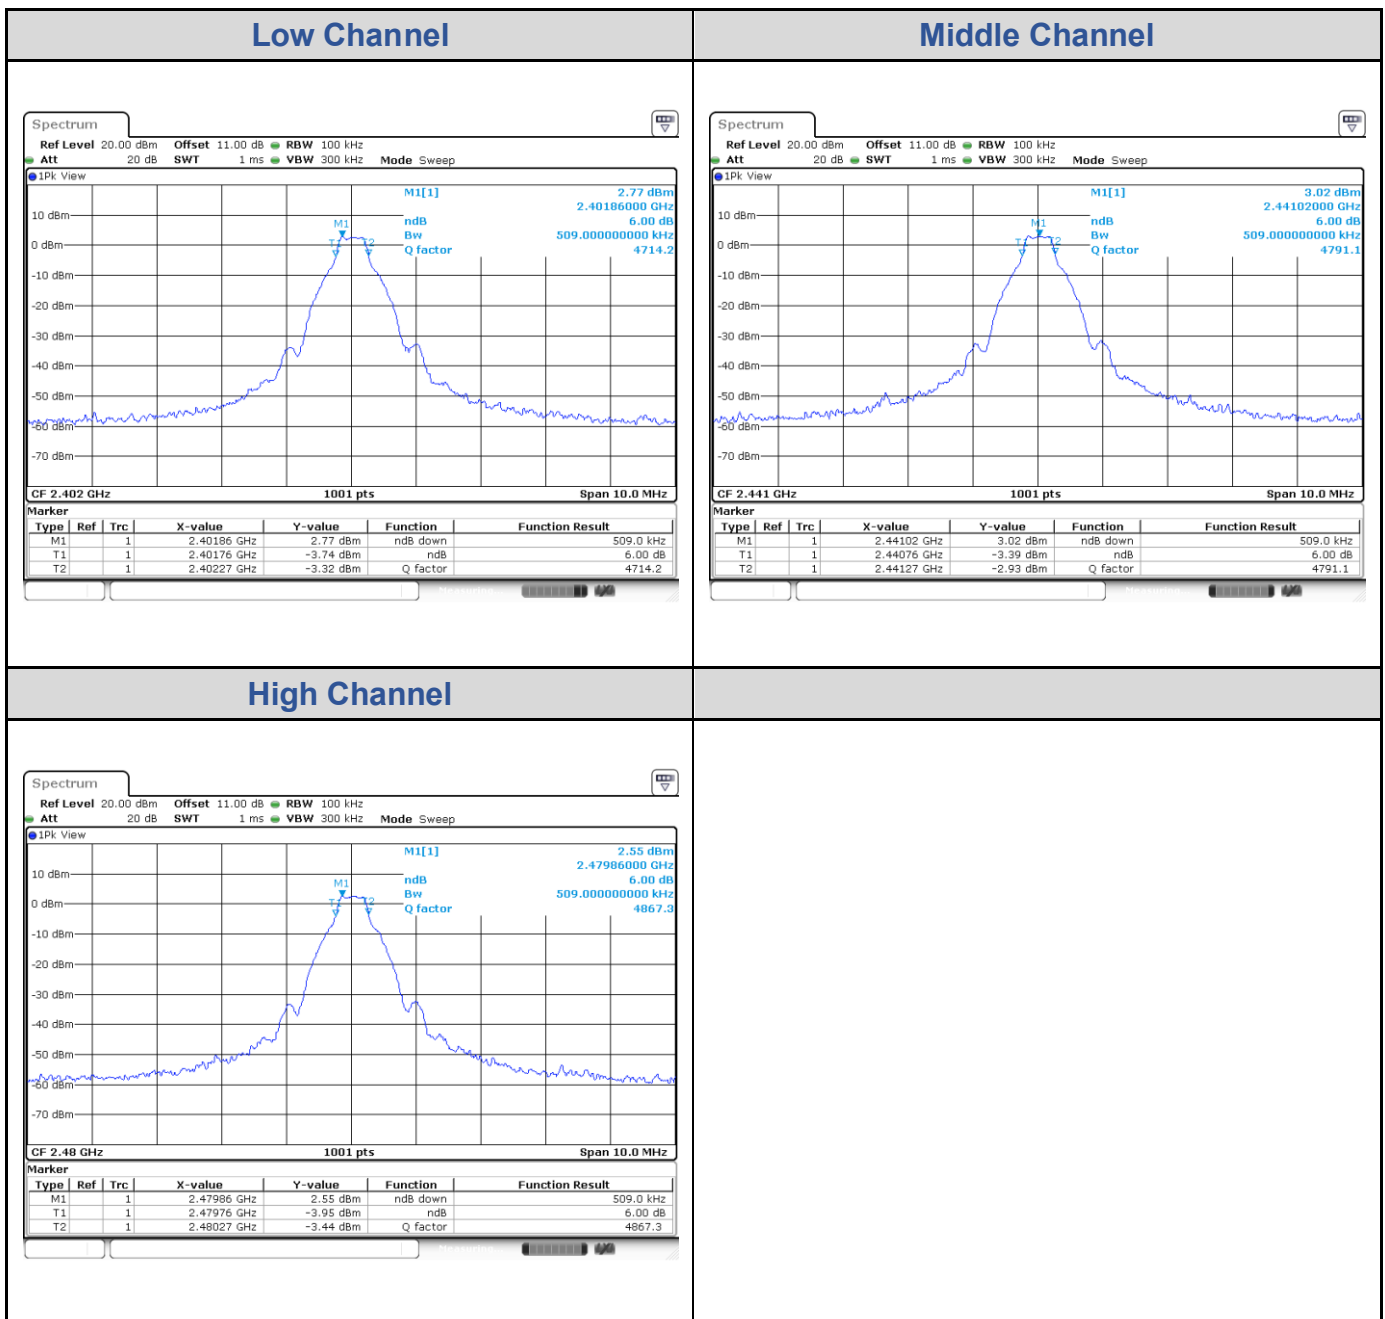 Low Channel
Middle Channel
Spectrum
Ref Level 20.00 dBm Offset 11.00 dB RBW 100 kHz
Att 20 dB SWT 1 ms VBW 300 kHz Mode Sweep
1Pk View
M1[1] 2.77 dBm
2.40186000 GHz
ndB 6.00 dB
Bw 509.000000000 kHz
Q factor 4714.2
M1
T1
T2
10 dBm
0 dBm
-10 dBm
-20 dBm
-30 dBm
-40 dBm
-50 dBm
-60 dBm
-70 dBm
CF 2.402 GHz 1001 pts Span 10.0 MHz
Marker
Type Ref Trc X-value Y-value Function Function Result
M1 1 2.40186 GHz 2.77 dBm ndB down 509.0 kHz
T1 1 2.40176 GHz -3.74 dBm ndB 6.00 dB
T2 1 2.40227 GHz -3.32 dBm Q factor 4714.2
Measuring...
Spectrum
Ref Level 20.00 dBm Offset 11.00 dB RBW 100 kHz
Att 20 dB SWT 1 ms VBW 300 kHz Mode Sweep
1Pk View
M1[1] 3.02 dBm
2.44102000 GHz
ndB 6.00 dB
Bw 509.000000000 kHz
Q factor 4791.1
M1
T1
T2
10 dBm
0 dBm
-10 dBm
-20 dBm
-30 dBm
-40 dBm
-50 dBm
-60 dBm
-70 dBm
CF 2.441 GHz 1001 pts Span 10.0 MHz
Marker
Type Ref Trc X-value Y-value Function Function Result
M1 1 2.44102 GHz 3.02 dBm ndB down 509.0 kHz
T1 1 2.44076 GHz -3.39 dBm ndB 6.00 dB
T2 1 2.44127 GHz -2.93 dBm Q factor 4791.1
Measuring...
High Channel
Spectrum
Ref Level 20.00 dBm Offset 11.00 dB RBW 100 kHz
Att 20 dB SWT 1 ms VBW 300 kHz Mode Sweep
1Pk View
M1[1] 2.55 dBm
2.47986000 GHz
ndB 6.00 dB
Bw 509.000000000 kHz
Q factor 4867.3
M1
T1
T2
10 dBm
0 dBm
-10 dBm
-20 dBm
-30 dBm
-40 dBm
-50 dBm
-60 dBm
-70 dBm
CF 2.48 GHz 1001 pts Span 10.0 MHz
Marker
Type Ref Trc X-value Y-value Function Function Result
M1 1 2.47986 GHz 2.55 dBm ndB down 509.0 kHz
T1 1 2.47976 GHz -3.95 dBm ndB 6.00 dB
T2 1 2.48027 GHz -3.44 dBm Q factor 4867.3
Measuring...